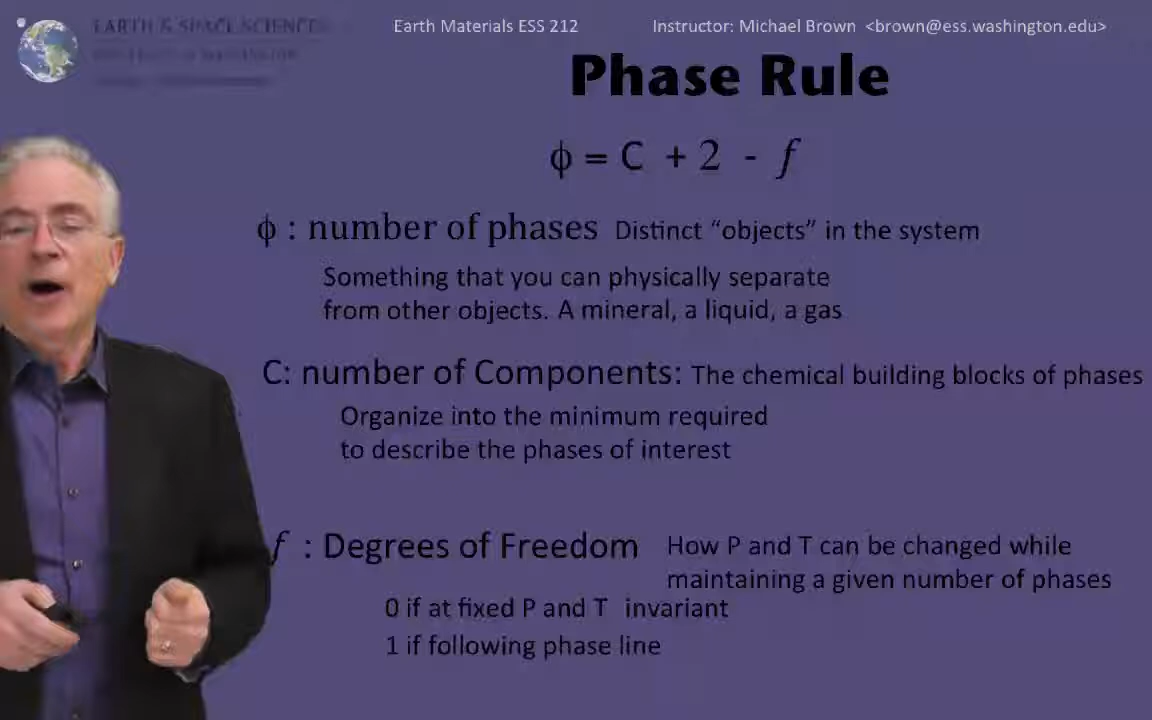 EARTH & SPACE SCIENCES
Earth Materials ESS 212 Instructor: Michael Brown <brown@ess.washington.edu>
Phase Rule
ϕ = C + 2 - f
ϕ : number of phases Distinct “objects” in the system
Something that you can physically separate
from other objects. A mineral, a liquid, a gas
C: number of Components: The chemical building blocks of phases
Organize into the minimum required
to describe the phases of interest
f : Degrees of Freedom How P and T can be changed while
maintaining a given number of phases
0 if at fixed P and T invariant
1 if following phase line